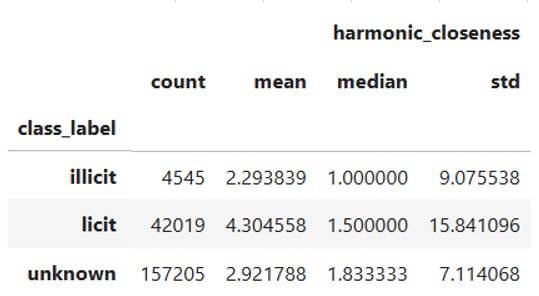 harmonic_closeness
count mean median std
class_label
illicit 4545 2.293839 1.000000 9.075538
licit 42019 4.304558 1.500000 15.841096
unknown 157205 2.921788 1.833333 7.114068